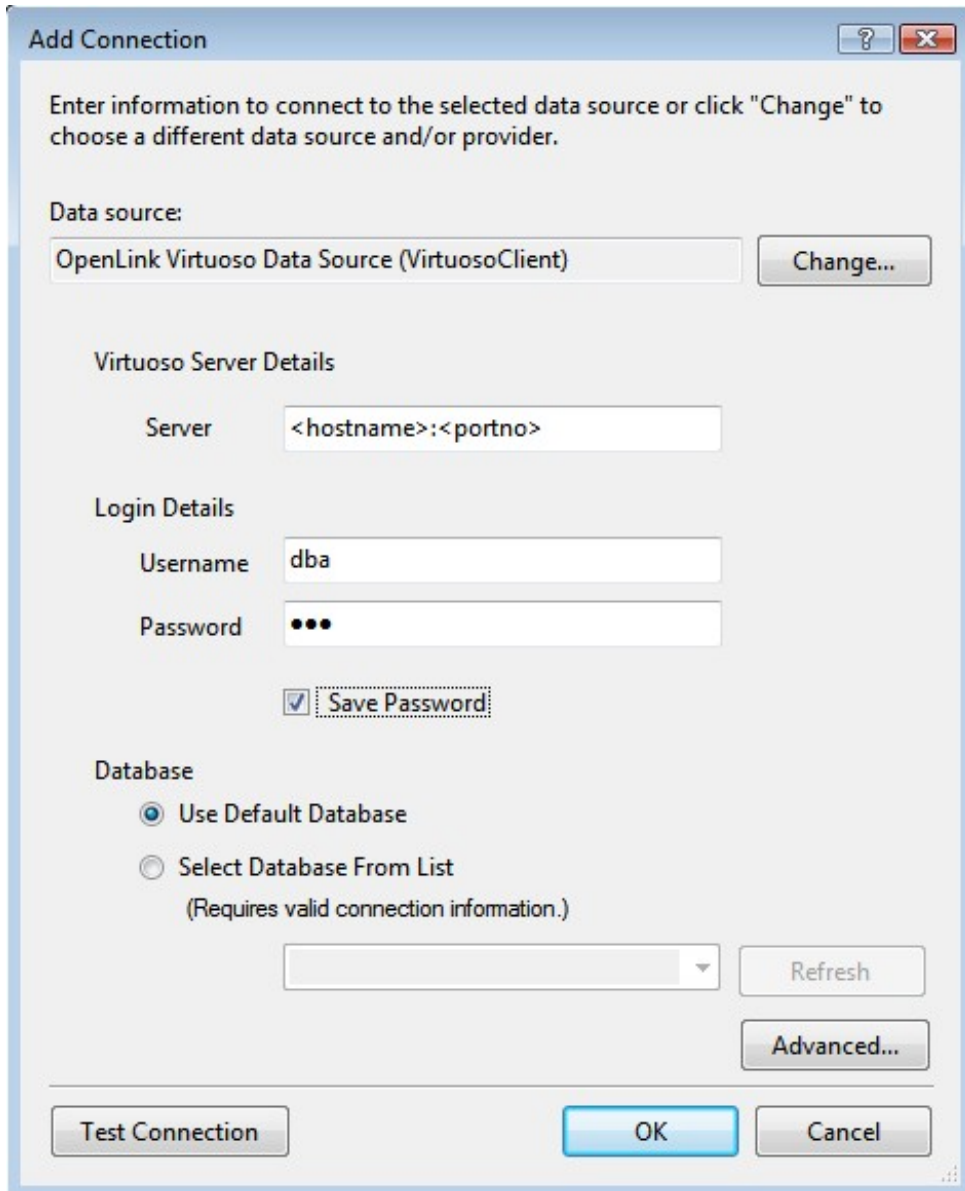 Add Connection
Enter information to connect to the selected data source or click "Change" to
choose a different data source and/or provider.
Data source:
OpenLink Virtuoso Data Source (VirtuosoClient)
Change...
Virtuoso Server Details
Server
<hostname>:<portno>
Login Details
Username
dba
Password
●●●
Save Password
Database
Use Default Database
Select Database From List
(Requires valid connection information.)
Refresh
Advanced...
Test Connection
OK
Cancel